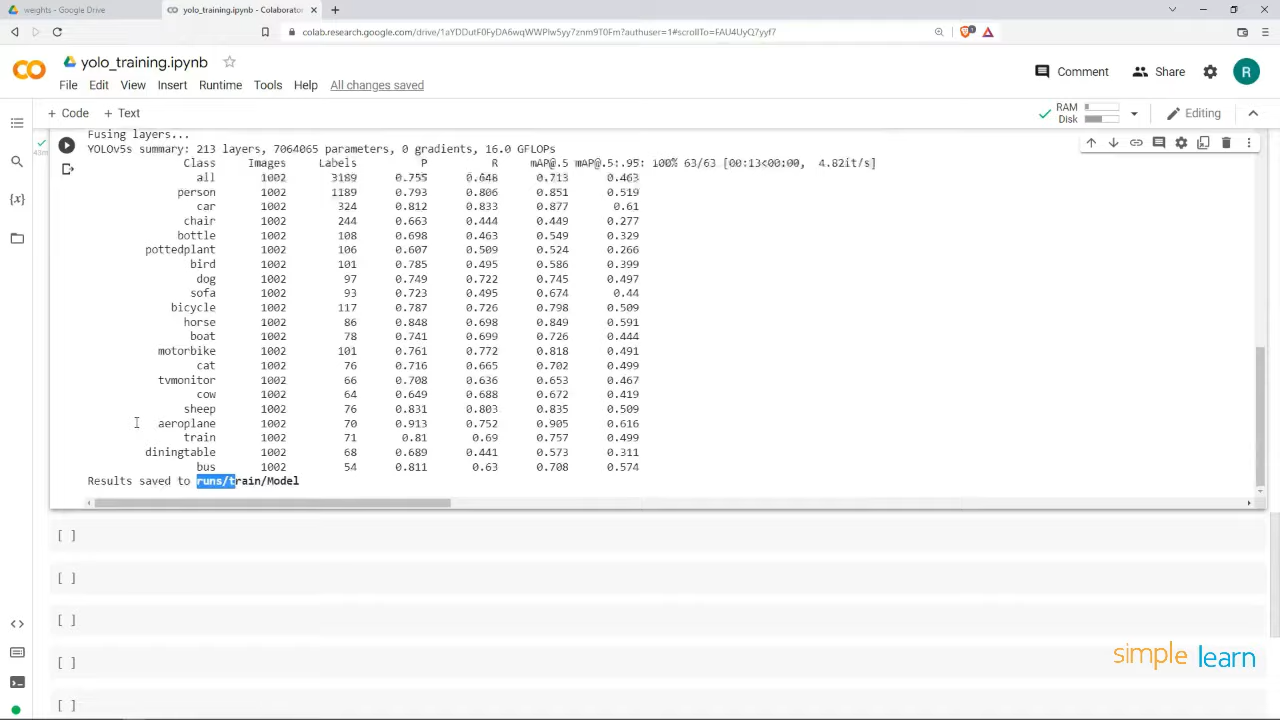 weights - Google Drive
yolo_training.ipynb - Colaborator
colab.research.google.com/drive/1aYDDutF0FyDA6wqWWPIw5yy7znm9T0Fm?authuser=1#scrollTo=FAU4UyQ7yyf7
yolo_training.ipynb
File Edit View Insert Runtime Tools Help All changes saved
Comment Share R
+ Code + Text
RAM
Disk
Editing
Fusing layers...
YOLOv5s summary: 213 layers, 7064065 parameters, 0 gradients, 16.0 GFLOPs
Class Images Labels P R mAP@.5 mAP@.5:.95: 100% 63/63 [00:13<00:00, 4.82it/s]
all 1002 3189 0.755 0.648 0.713 0.463
person 1002 1189 0.793 0.806 0.851 0.519
car 1002 324 0.812 0.833 0.877 0.61
chair 1002 244 0.663 0.444 0.449 0.277
bottle 1002 108 0.698 0.463 0.549 0.329
pottedplant 1002 106 0.607 0.509 0.524 0.266
bird 1002 101 0.785 0.495 0.586 0.399
dog 1002 97 0.749 0.722 0.745 0.497
sofa 1002 93 0.723 0.495 0.674 0.44
bicycle 1002 117 0.787 0.726 0.798 0.509
horse 1002 86 0.848 0.698 0.849 0.591
boat 1002 78 0.741 0.699 0.726 0.444
motorbike 1002 101 0.761 0.772 0.818 0.491
cat 1002 76 0.716 0.665 0.702 0.499
tvmonitor 1002 66 0.708 0.636 0.653 0.467
cow 1002 64 0.649 0.688 0.672 0.419
sheep 1002 76 0.831 0.803 0.835 0.509
aeroplane 1002 70 0.913 0.752 0.905 0.616
train 1002 71 0.81 0.69 0.757 0.499
diningtable 1002 68 0.689 0.441 0.573 0.311
bus 1002 54 0.811 0.63 0.708 0.574
Results saved to runs/train/Model
[ ]
[ ]
[ ]
[ ]
[ ]
simplelearn